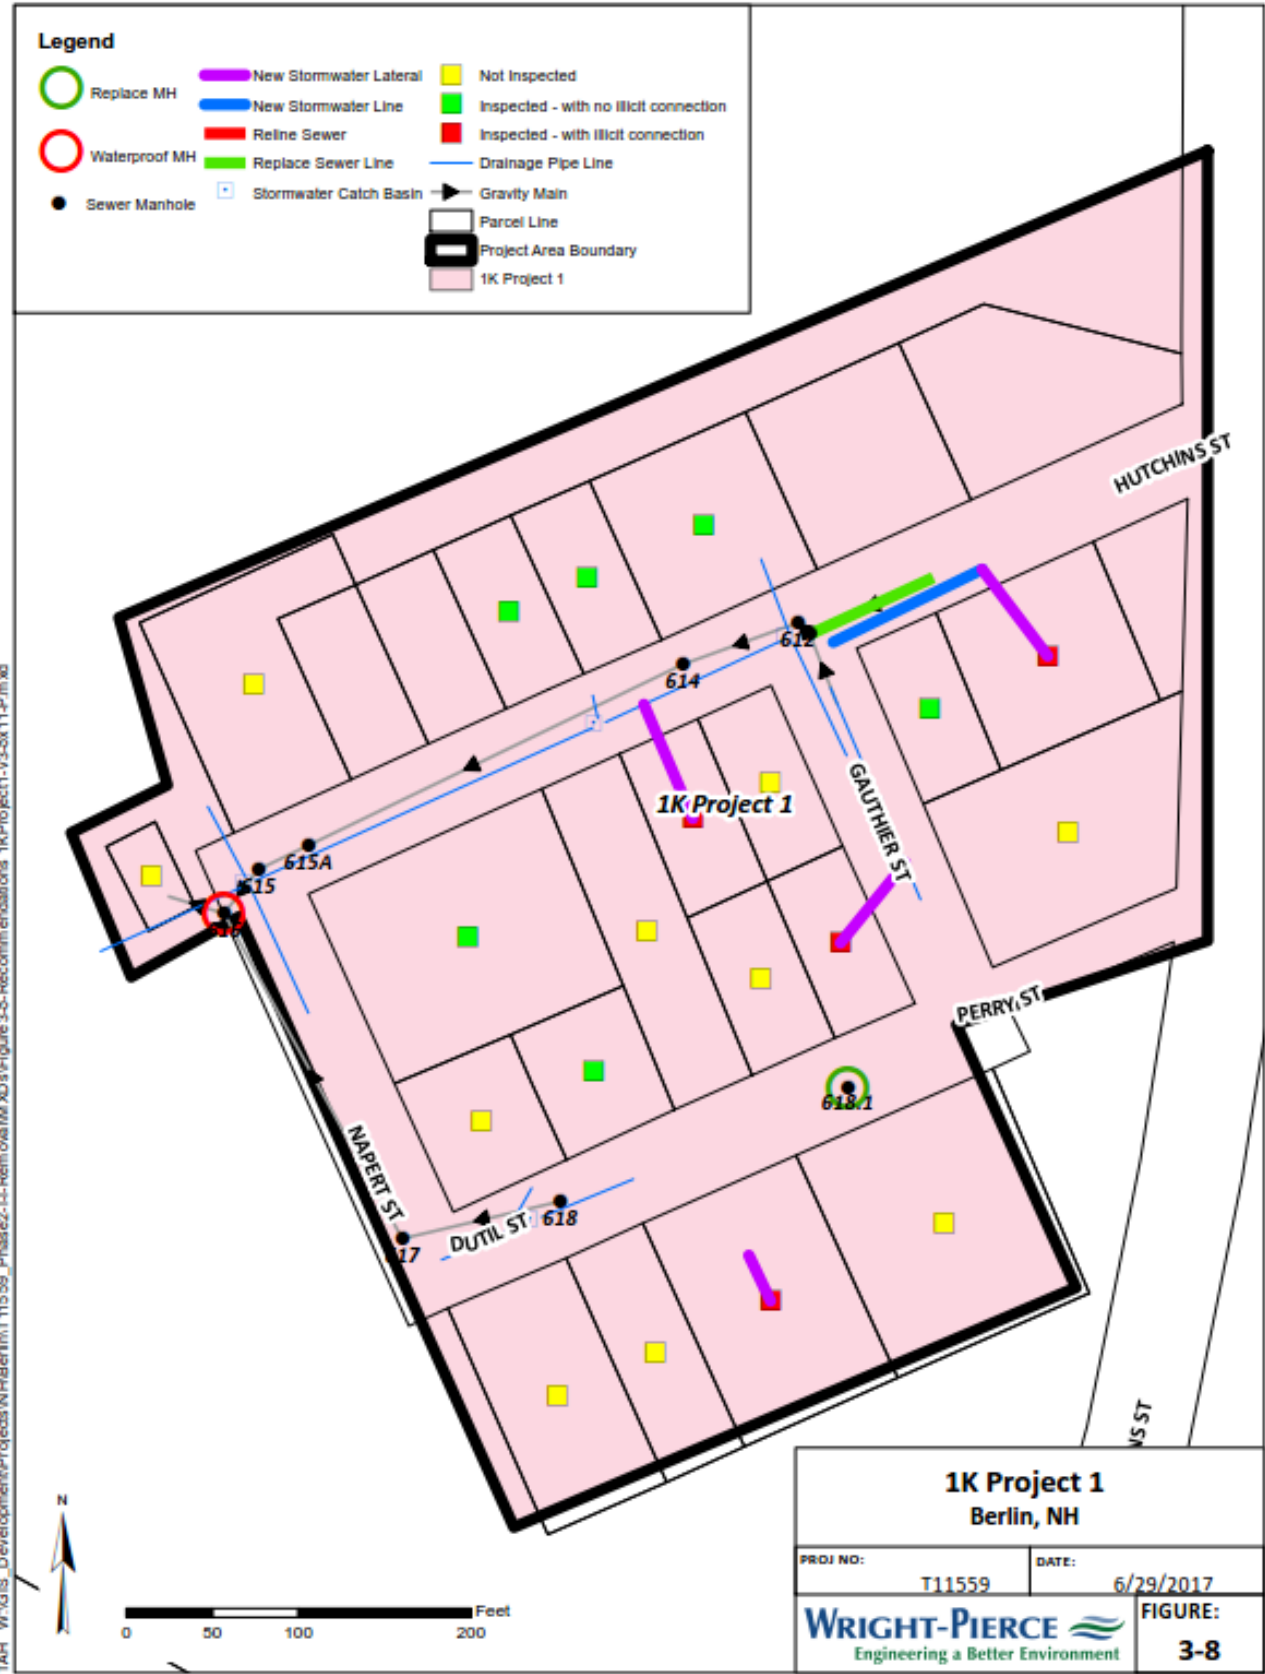 Legend
Replace MH
Waterproof MH
Sewer Manhole
New Stormwater Lateral
New Stormwater Line
Reline Sewer
Replace Sewer Line
Stormwater Catch Basin
Not Inspected
Inspected - with no illicit connection
Inspected - with illicit connection
Drainage Pipe Line
Gravity Main
Parcel Line
Project Area Boundary
1K Project 1
HUTCHINS ST
612
614
1K Project 1
GAUTHIER ST
615A
615
616
PERRY ST
618.1
NAPERT ST
618
DUTIL ST
617
NS ST
N
0 50 100 200 Feet
1K Project 1
Berlin, NH
PROJ NO:
T11559
DATE:
6/29/2017
WRIGHT-PIERCE
Engineering a Better Environment
FIGURE:
3-8